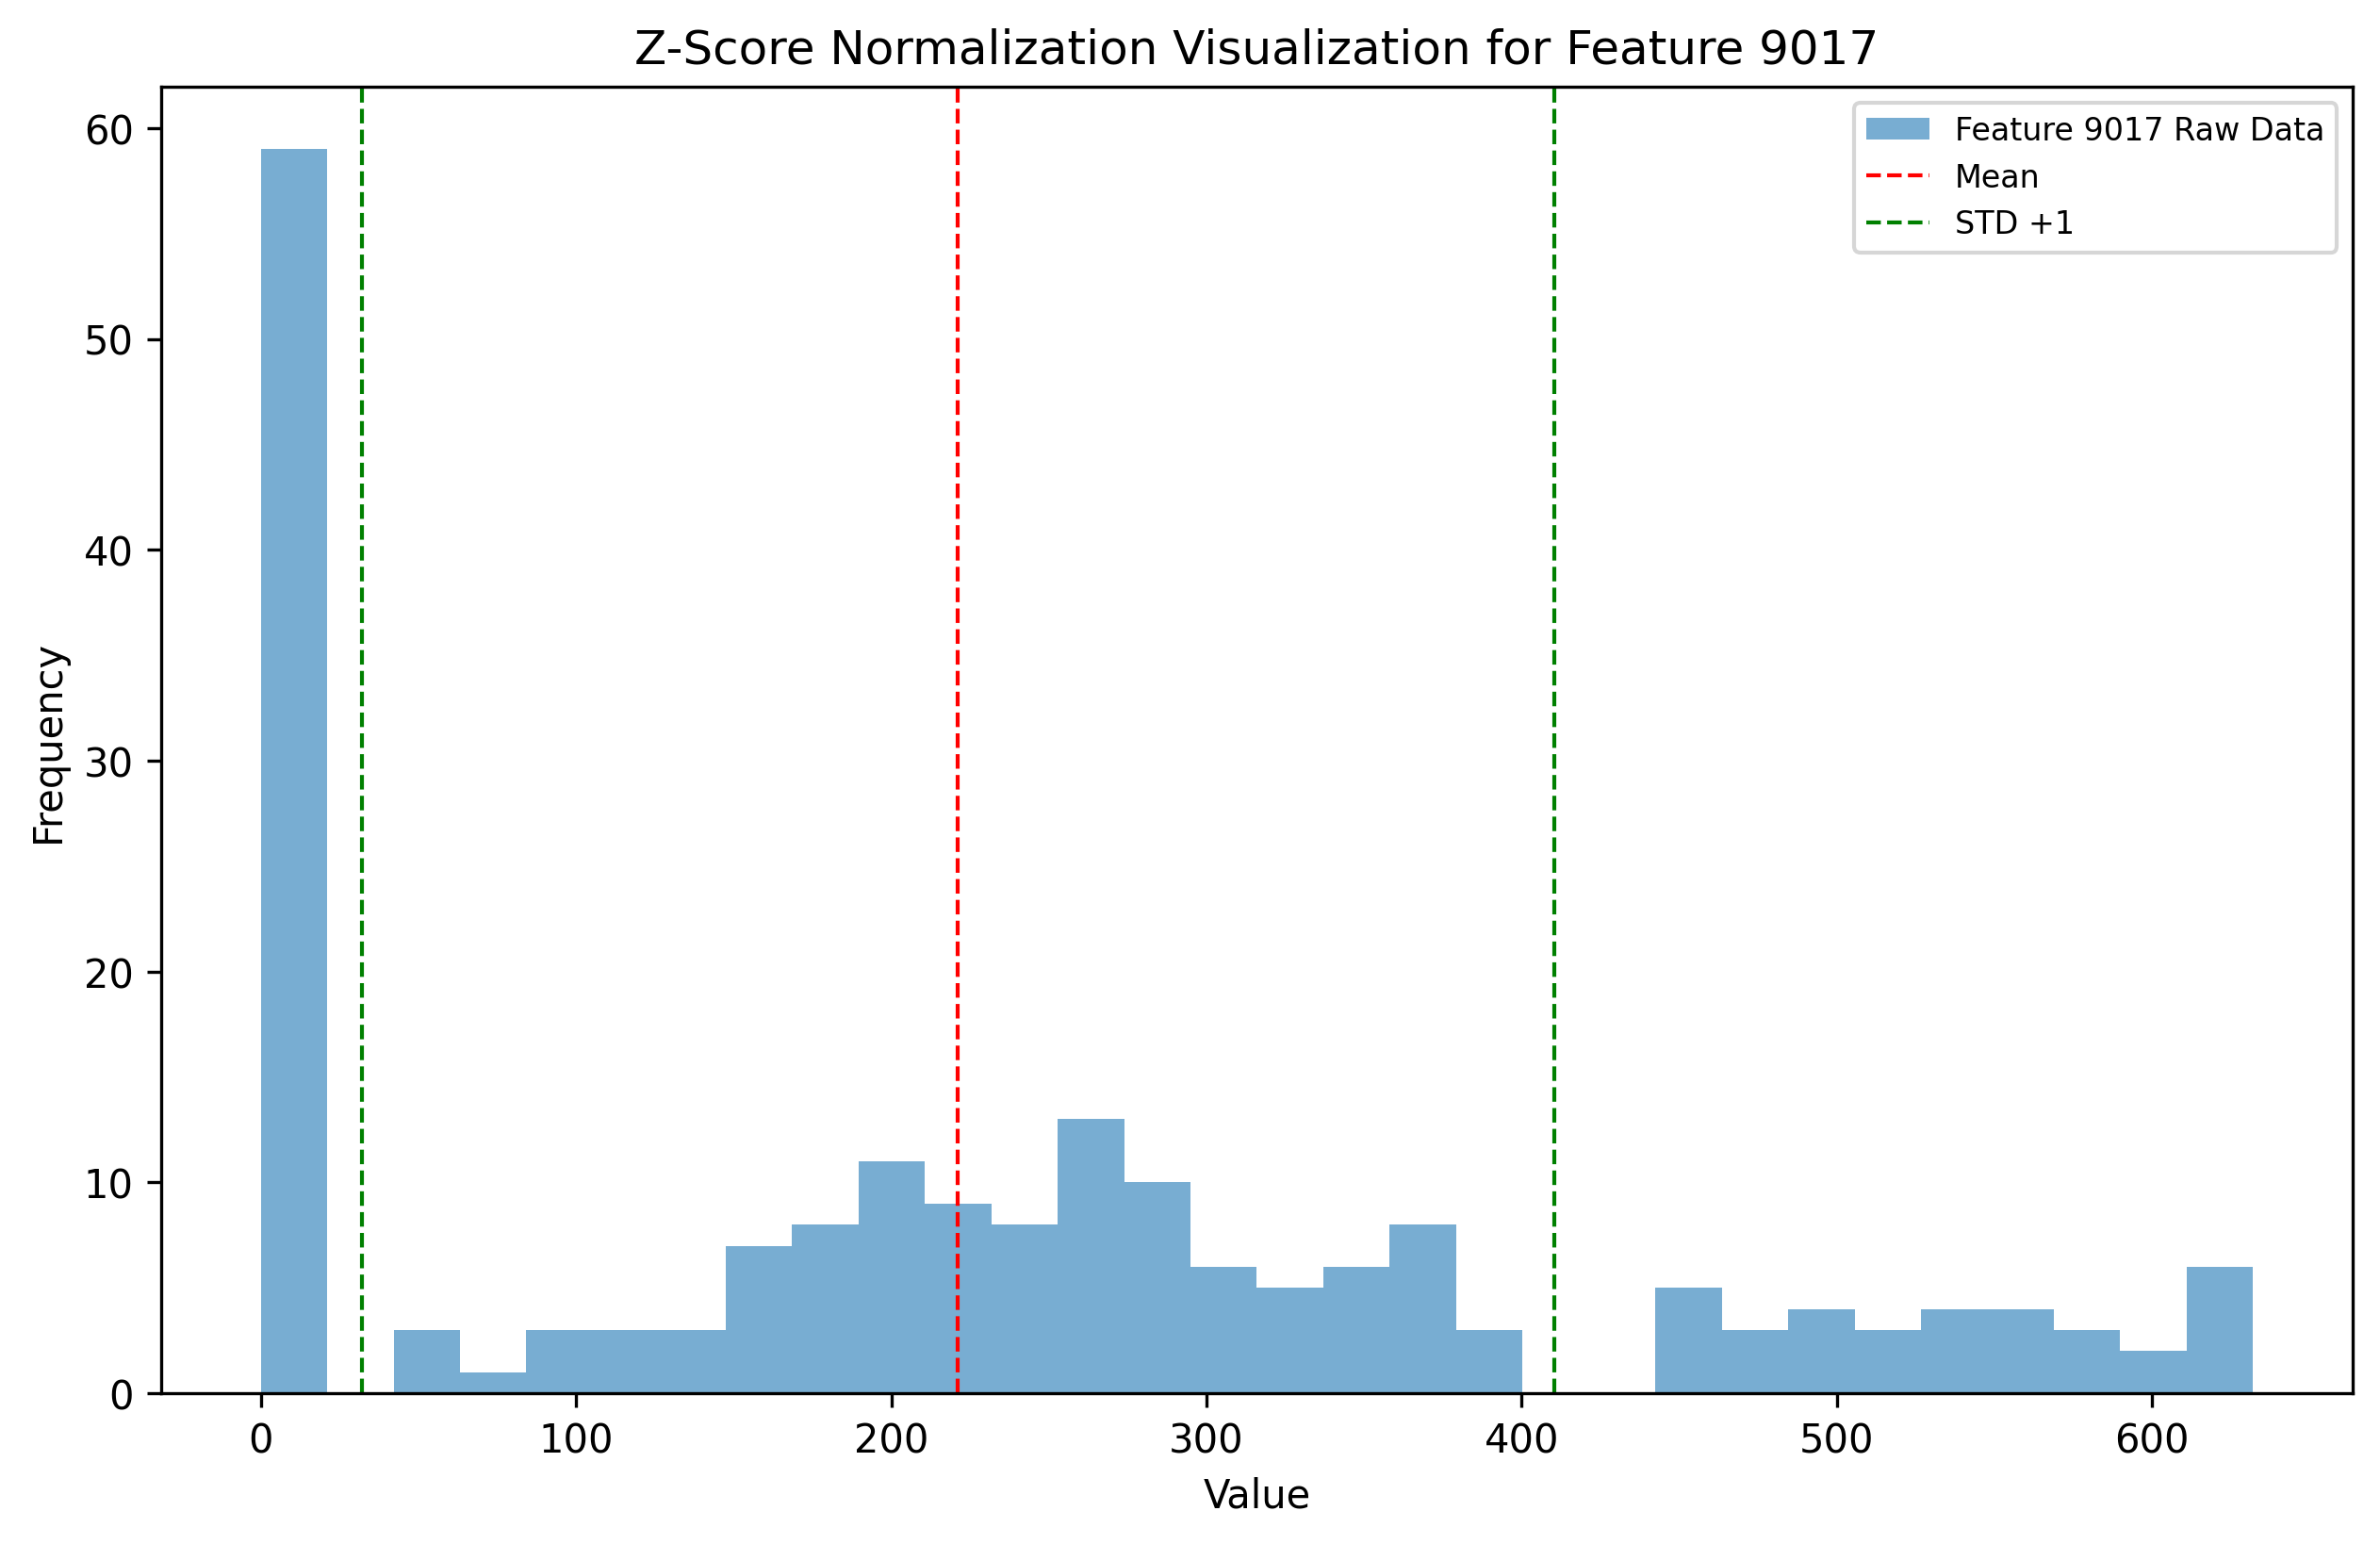 Z-Score Normalization Visualization for Feature 9017
Feature 9017 Raw Data
Mean
STD +1
Frequency
60
50
40
30
20
10
0
0 100 200 300 400 500 600
Value